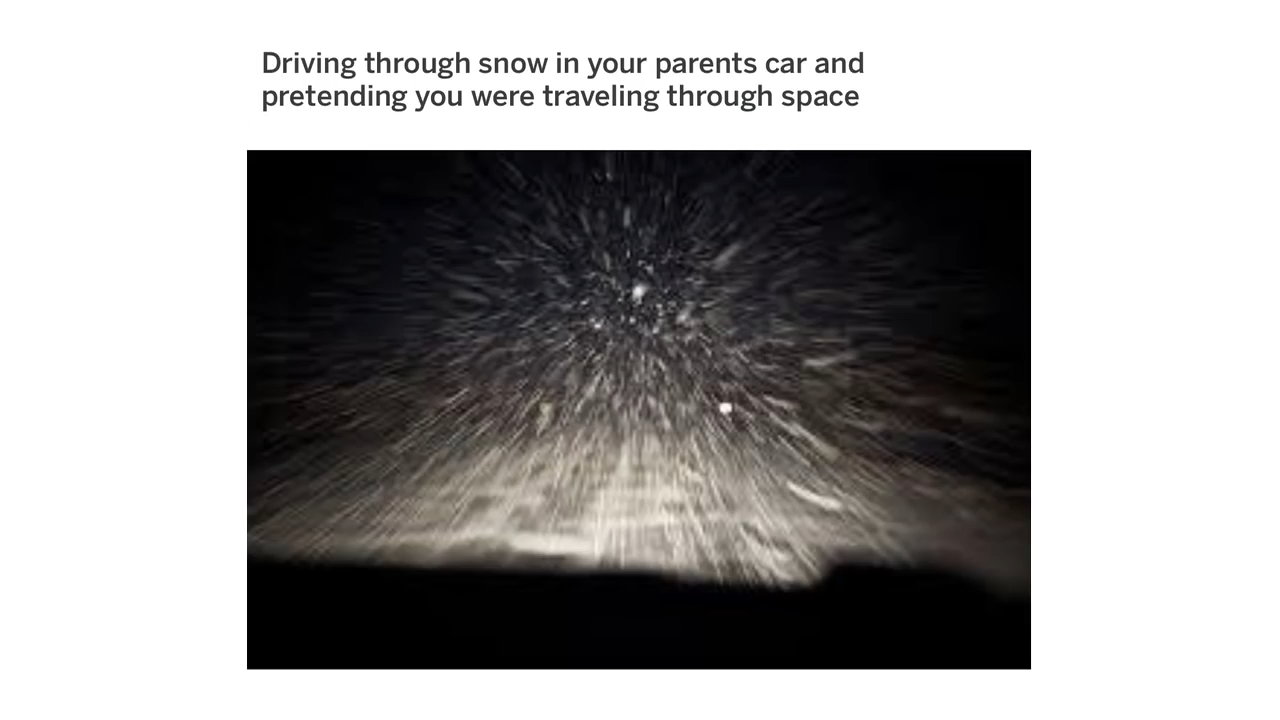 Driving through snow in your parents car and
pretending you were traveling through space